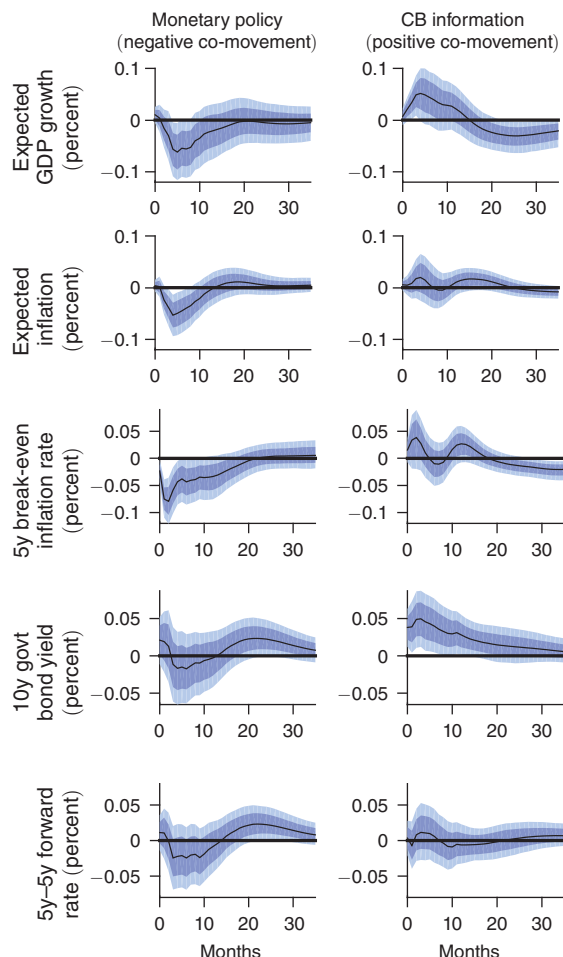 Monetary policy
(negative co-movement)
CB information
(positive co-movement)
Expected
GDP growth
(percent)
0.1
0
−0.1
0 10 20 30
0.1
0
−0.1
0 10 20 30
Expected
inflation
(percent)
0.1
0
−0.1
0 10 20 30
0.1
0
−0.1
0 10 20 30
5y break-even
inflation rate
(percent)
0.05
0
−0.05
−0.1
0 10 20 30
0.05
0
−0.05
−0.1
0 10 20 30
10y govt
bond yield
(percent)
0.05
0
−0.05
0 10 20 30
0.05
0
−0.05
0 10 20 30
5y–5y forward
rate (percent)
0.05
0
−0.05
0 10 20 30
Months
0.05
0
−0.05
0 10 20 30
Months